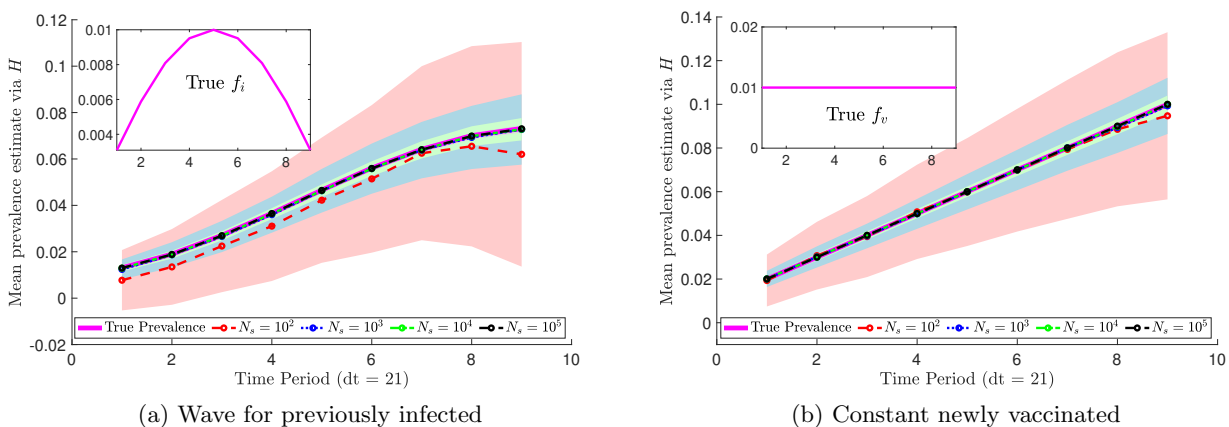 0.12
0.1
0.08
0.06
0.04
0.02
0
-0.02
Mean prevalence estimate via H
0.01
0.008
0.006
0.004
2 4 6 8
True f_i
True Prevalence N_s = 10^2 N_s = 10^3 N_s = 10^4 N_s = 10^5
0 2 4 6 8 10
Time Period (dt = 21)
(a) Wave for previously infected
0.14
0.12
0.1
0.08
0.06
0.04
0.02
0
Mean prevalence estimate via H
0.02
0.01
0
2 4 6 8
True f_v
True Prevalence N_s = 10^2 N_s = 10^3 N_s = 10^4 N_s = 10^5
0 2 4 6 8 10
Time Period (dt = 21)
(b) Constant newly vaccinated